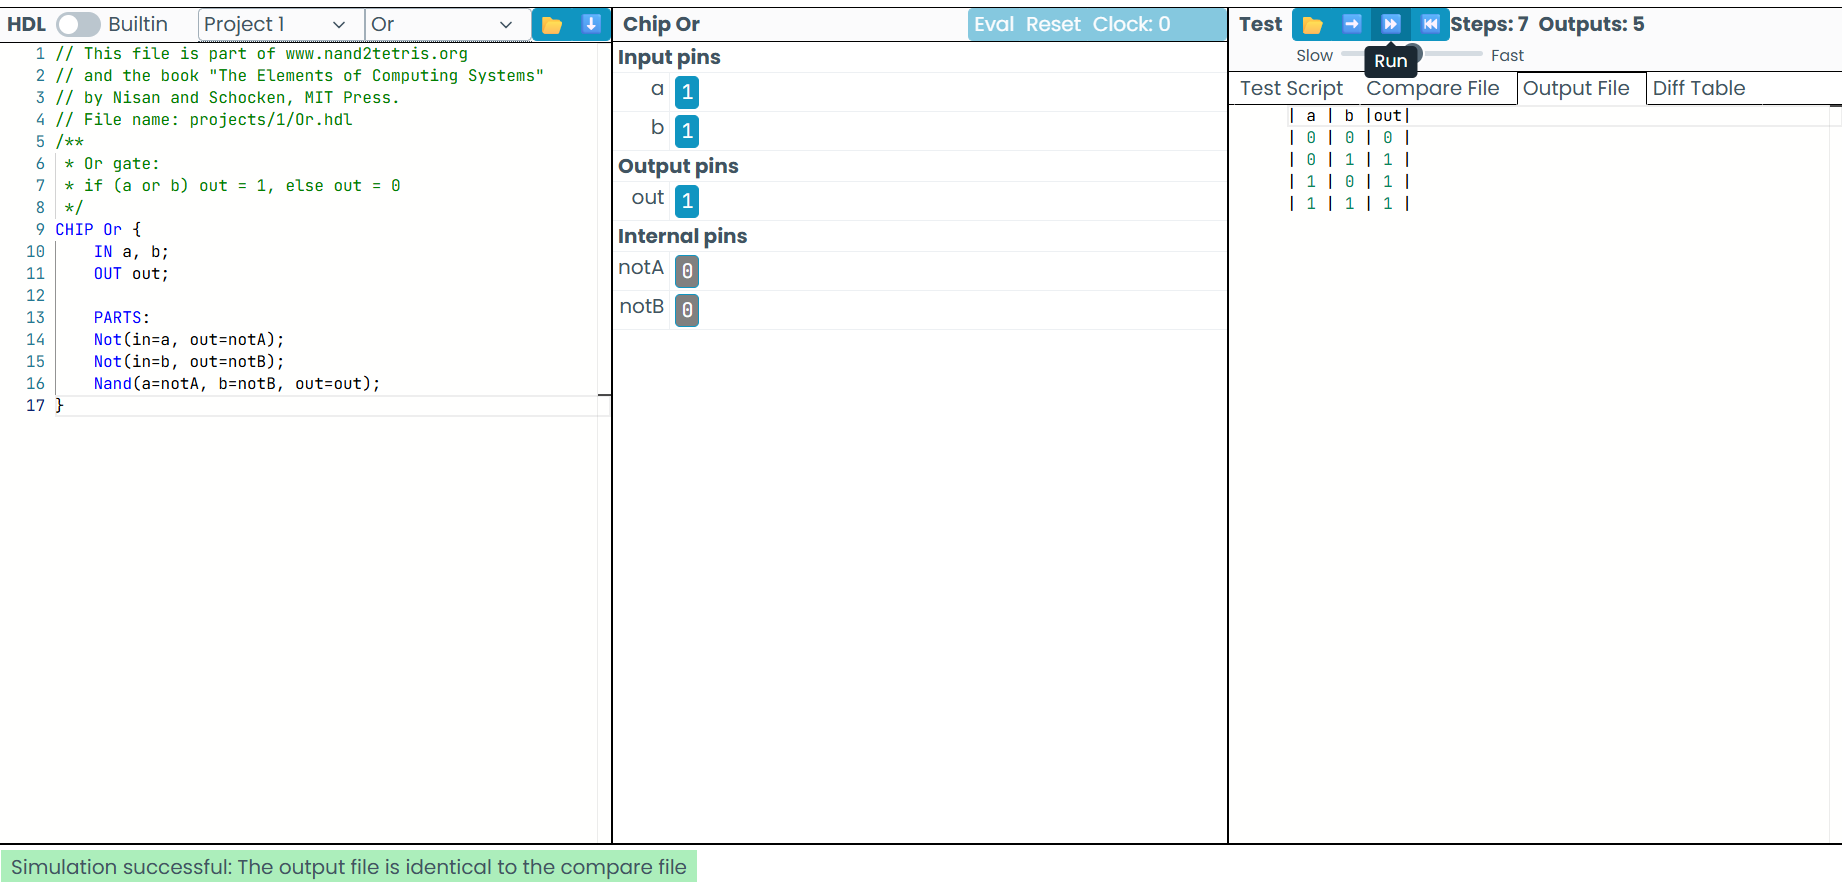 HDL Builtin Project 1 Or
1 // This file is part of www.nand2tetris.org
2 // and the book "The Elements of Computing Systems"
3 // by Nisan and Schocken, MIT Press.
4 // File name: projects/1/Or.hdl
5 /**
6 * Or gate:
7 * if (a or b) out = 1, else out = 0
8 */
9 CHIP Or {
10 IN a, b;
11 OUT out;
12
13 PARTS:
14 Not(in=a, out=notA);
15 Not(in=b, out=notB);
16 Nand(a=notA, b=notB, out=out);
17 }
Chip Or Eval Reset Clock: 0
Input pins
a 1
b 1
Output pins
out 1
Internal pins
notA 0
notB 0
Test Steps: 7 Outputs: 5
Slow Fast
Run
Test Script Compare File Output File Diff Table
| a | b |out|
| 0 | 0 | 0 |
| 0 | 1 | 1 |
| 1 | 0 | 1 |
| 1 | 1 | 1 |
Simulation successful: The output file is identical to the compare file